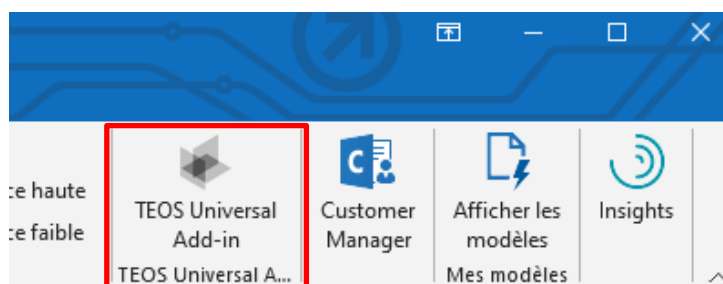 ce haute
ce faible
TEOS Universal
Add-in
TEOS Universal A...
Customer
Manager
Afficher les
modèles
Mes modèles
Insights